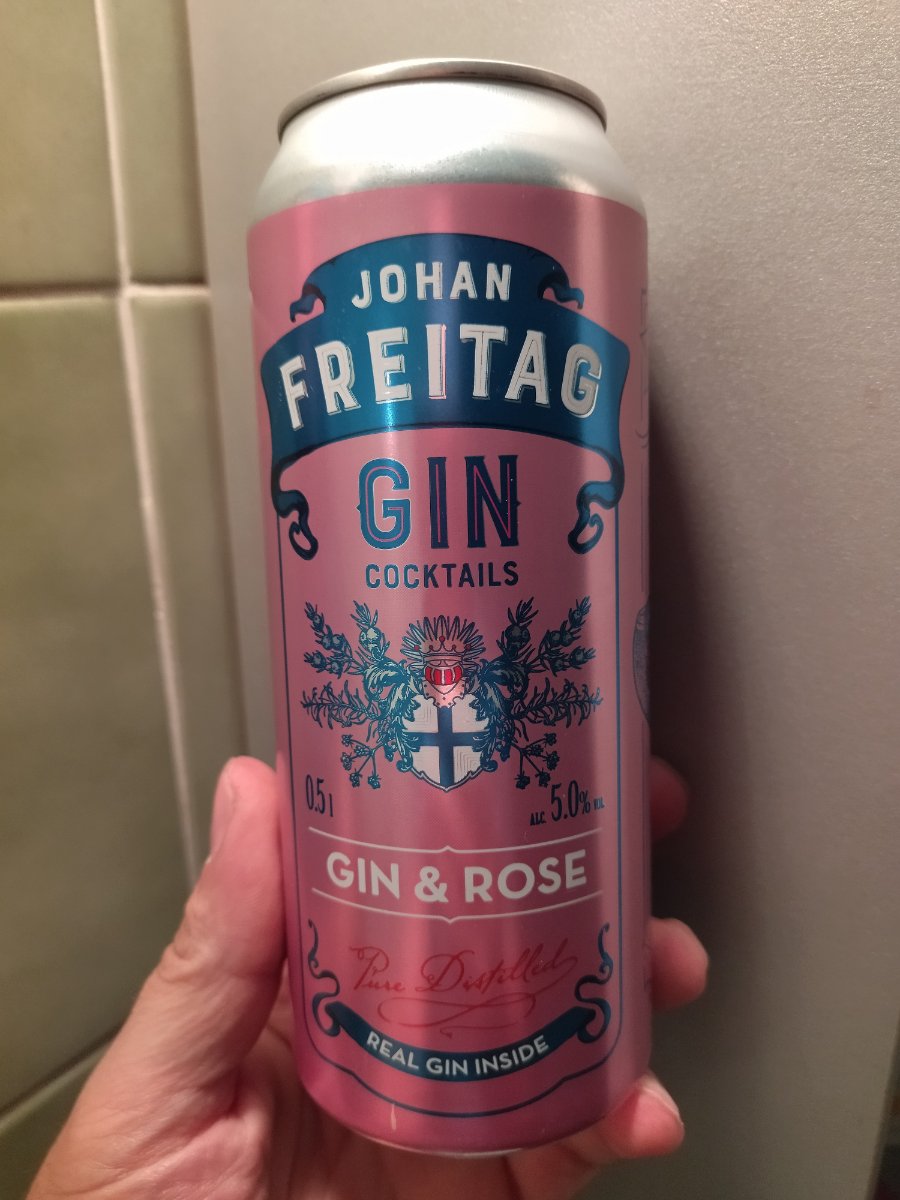 JOHAN
FREITAG
GIN
COCKTAILS
0.5 l
ALC. 5.0% VOL.
GIN & ROSE
Pure Distilled
REAL GIN INSIDE